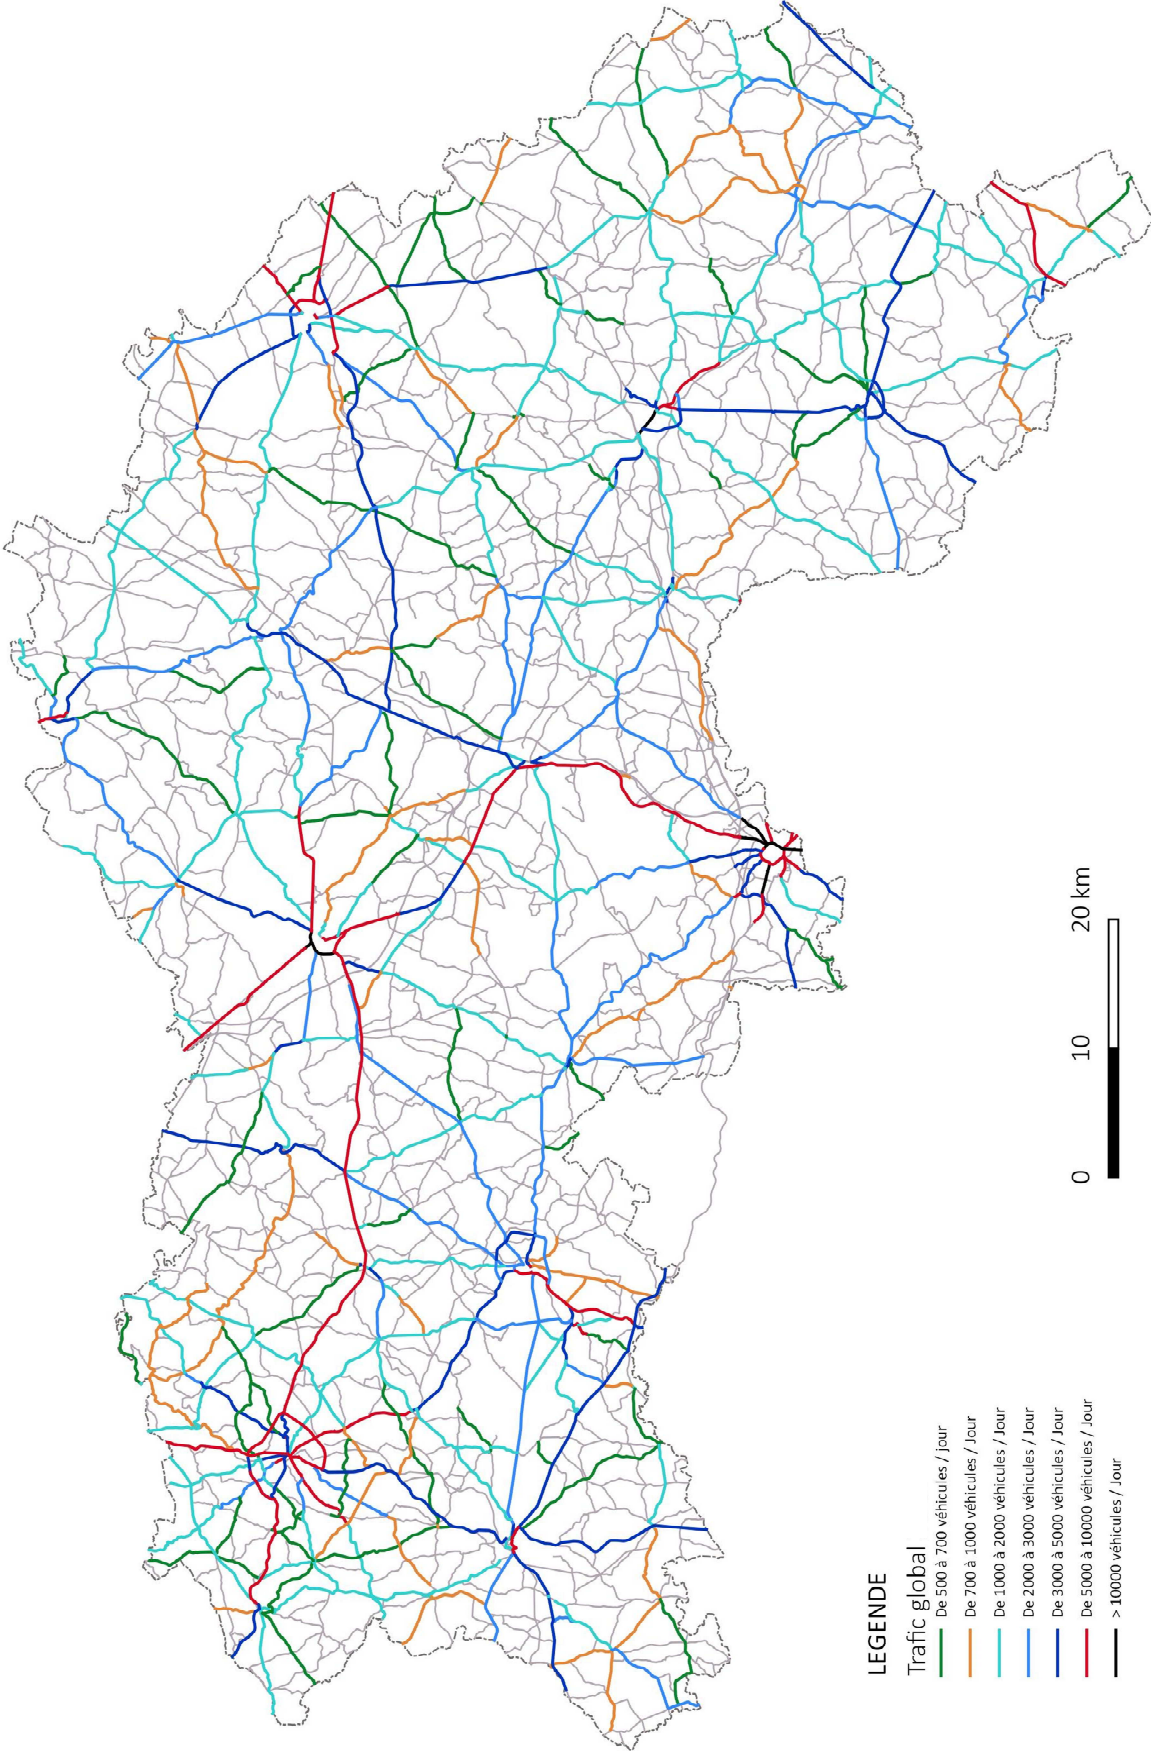 LEGENDE
Trafic global
De 500 à 700 véhicules / jour
De 700 à 1000 véhicules / Jour
De 1000 à 2000 véhicules / Jour
De 2000 à 3000 véhicules / Jour
De 3000 à 5000 véhicules / Jour
De 5000 à 10000 véhicules / Jour
> 10000 véhicules / Jour
0 10 20 km